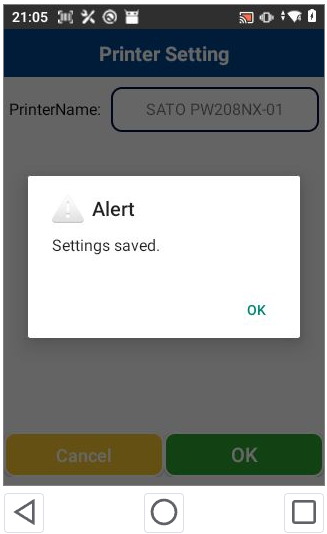 21:05
Printer Setting
PrinterName: SATO PW208NX-01
Alert
Settings saved.
OK
Cancel OK